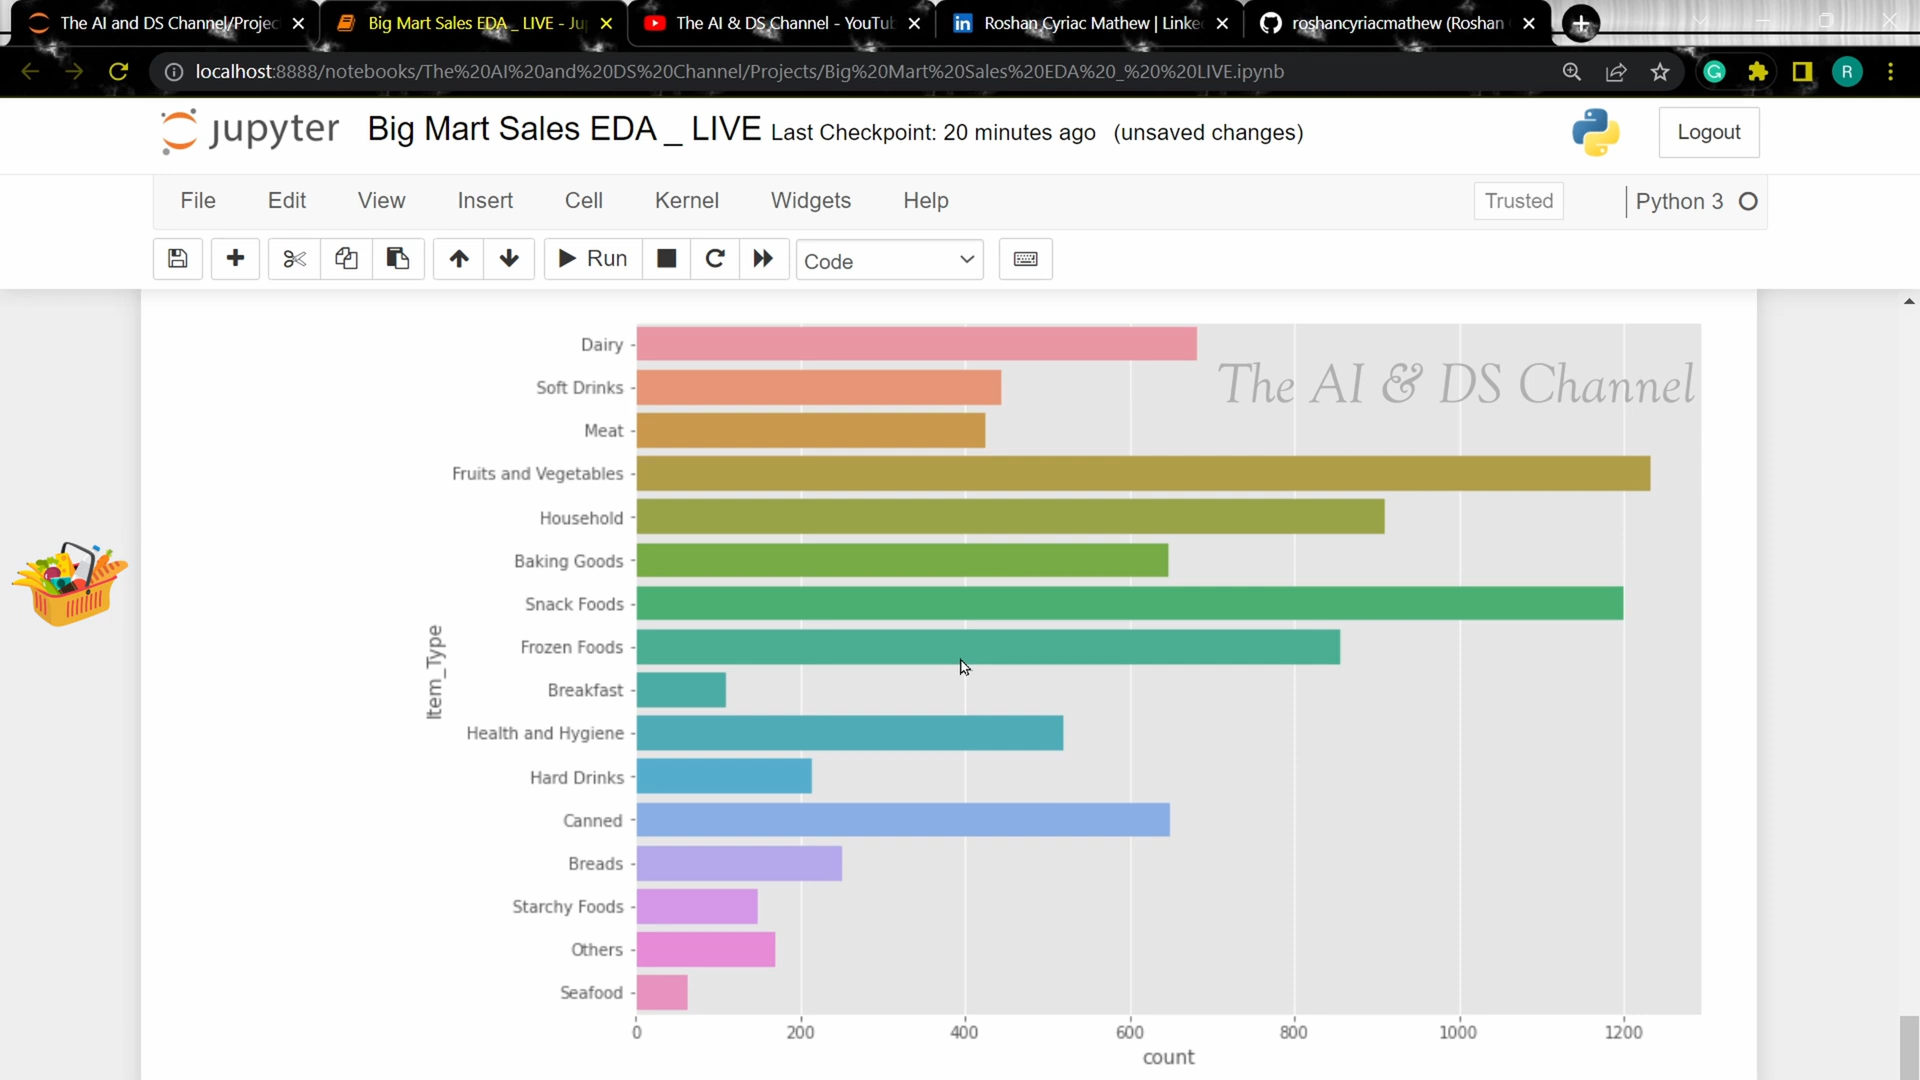 The AI and DS Channel/Projec
Big Mart Sales EDA _ LIVE - Ju
The AI & DS Channel - YouTu
Roshan Cyriac Mathew | Linke
roshancyriacmathew (Roshan
localhost:8888/notebooks/The%20AI%20and%20DS%20Channel/Projects/Big%20Mart%20Sales%20EDA%20_%20%20LIVE.ipynb
G
R
jupyter Big Mart Sales EDA _ LIVE Last Checkpoint: 20 minutes ago (unsaved changes)
Logout
File Edit View Insert Cell Kernel Widgets Help
Trusted
Python 3
Run
Code
The AI & DS Channel
Item_Type
Dairy
Soft Drinks
Meat
Fruits and Vegetables
Household
Baking Goods
Snack Foods
Frozen Foods
Breakfast
Health and Hygiene
Hard Drinks
Canned
Breads
Starchy Foods
Others
Seafood
0 200 400 600 800 1000 1200
count